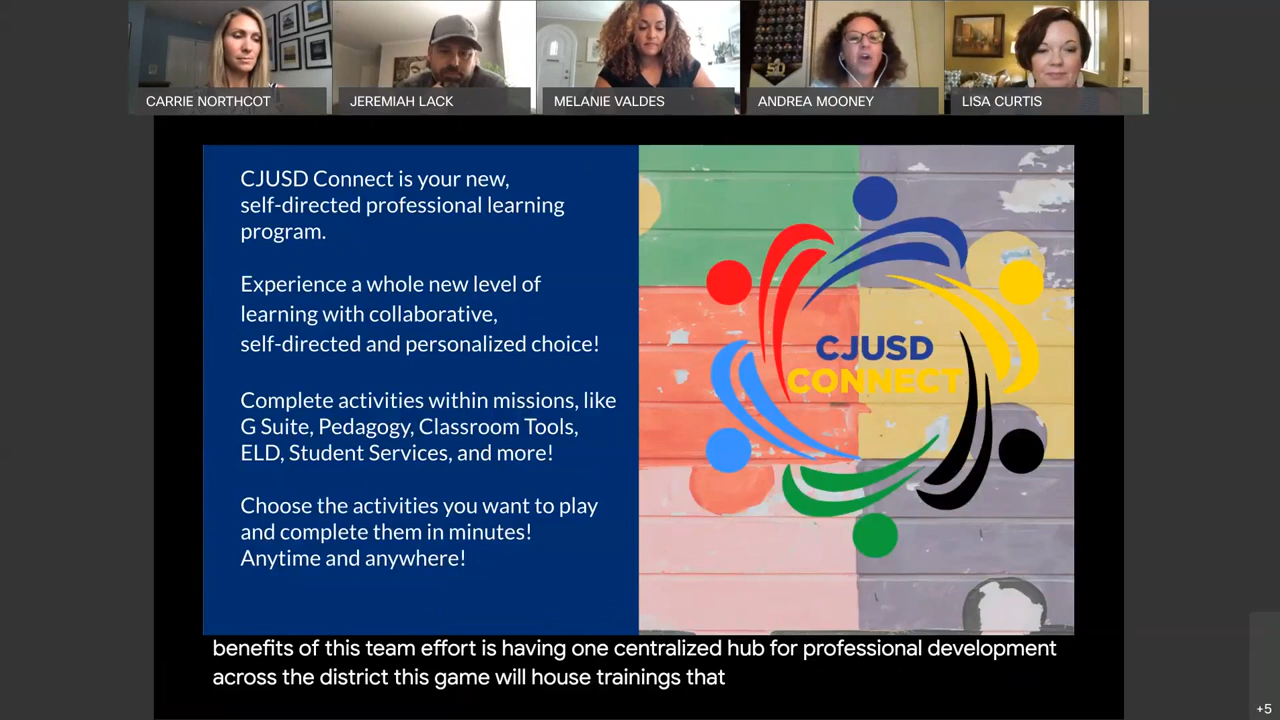 CARRIE NORTHCOT
JEREMIAH LACK
MELANIE VALDES
ANDREA MOONEY
LISA CURTIS
CJUSD Connect is your new,
self-directed professional learning
program.
Experience a whole new level of
learning with collaborative,
self-directed and personalized choice!
Complete activities within missions, like
G Suite, Pedagogy, Classroom Tools,
ELD, Student Services, and more!
Choose the activities you want to play
and complete them in minutes!
Anytime and anywhere!
CJUSD
CONNECT
benefits of this team effort is having one centralized hub for professional development
across the district this game will house trainings that
+5